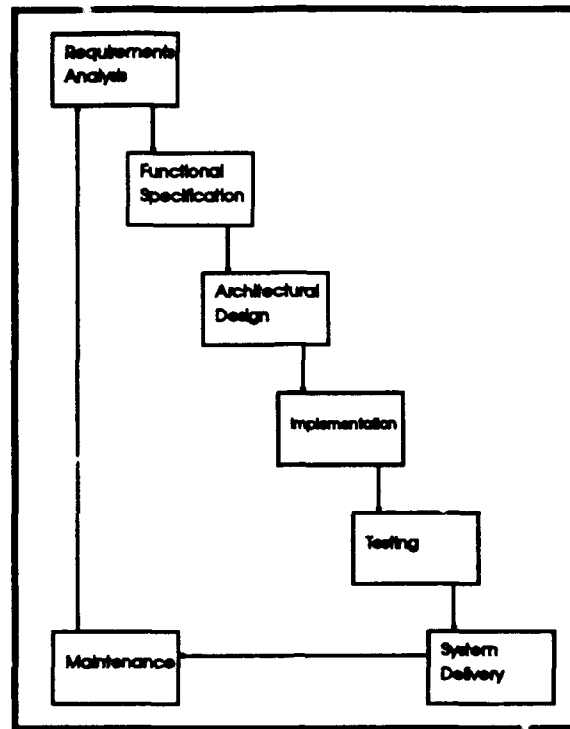 Requirements
Analysis
Functional
Specification
Architectural
Design
Implementation
Testing
System
Delivery
Maintenance